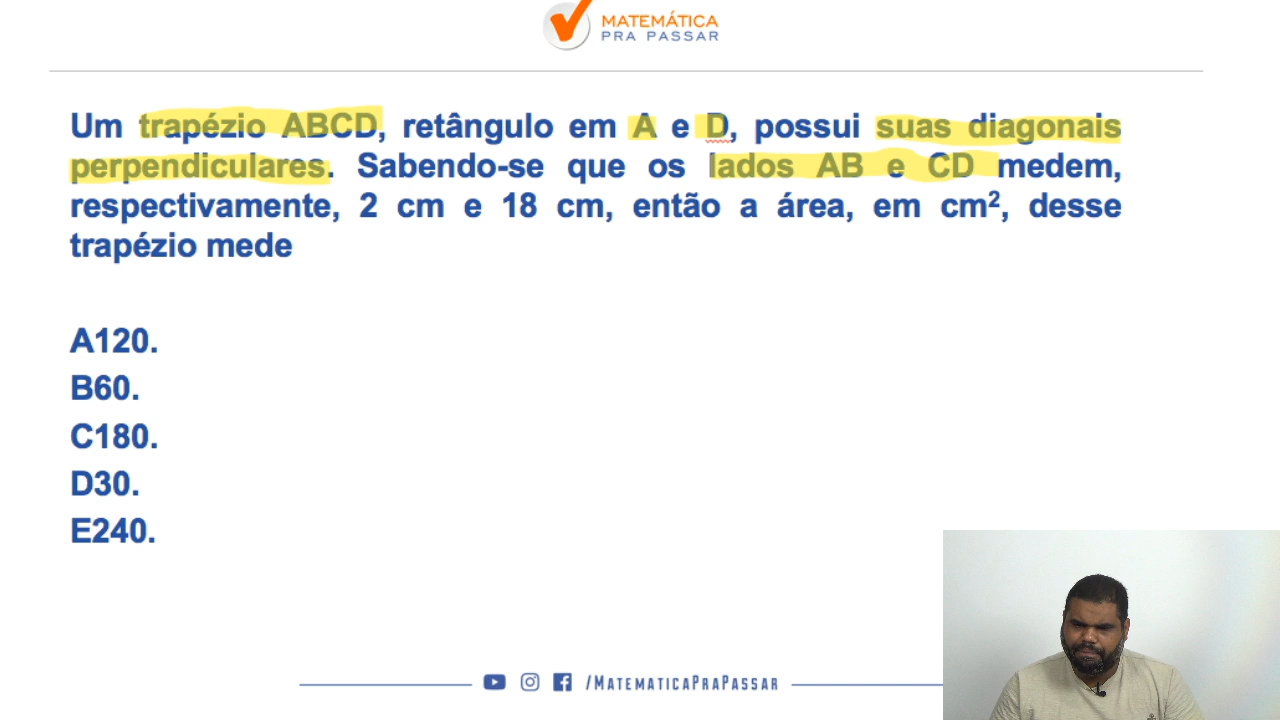 MATEMÁTICA
PRA PASSAR
Um trapézio ABCD, retângulo em A e D, possui suas diagonais
perpendiculares. Sabendo-se que os lados AB e CD medem,
respectivamente, 2 cm e 18 cm, então a área, em cm², desse
trapézio mede
A120.
B60.
C180.
D30.
E240.
/MATEMATICAPRAPASSAR